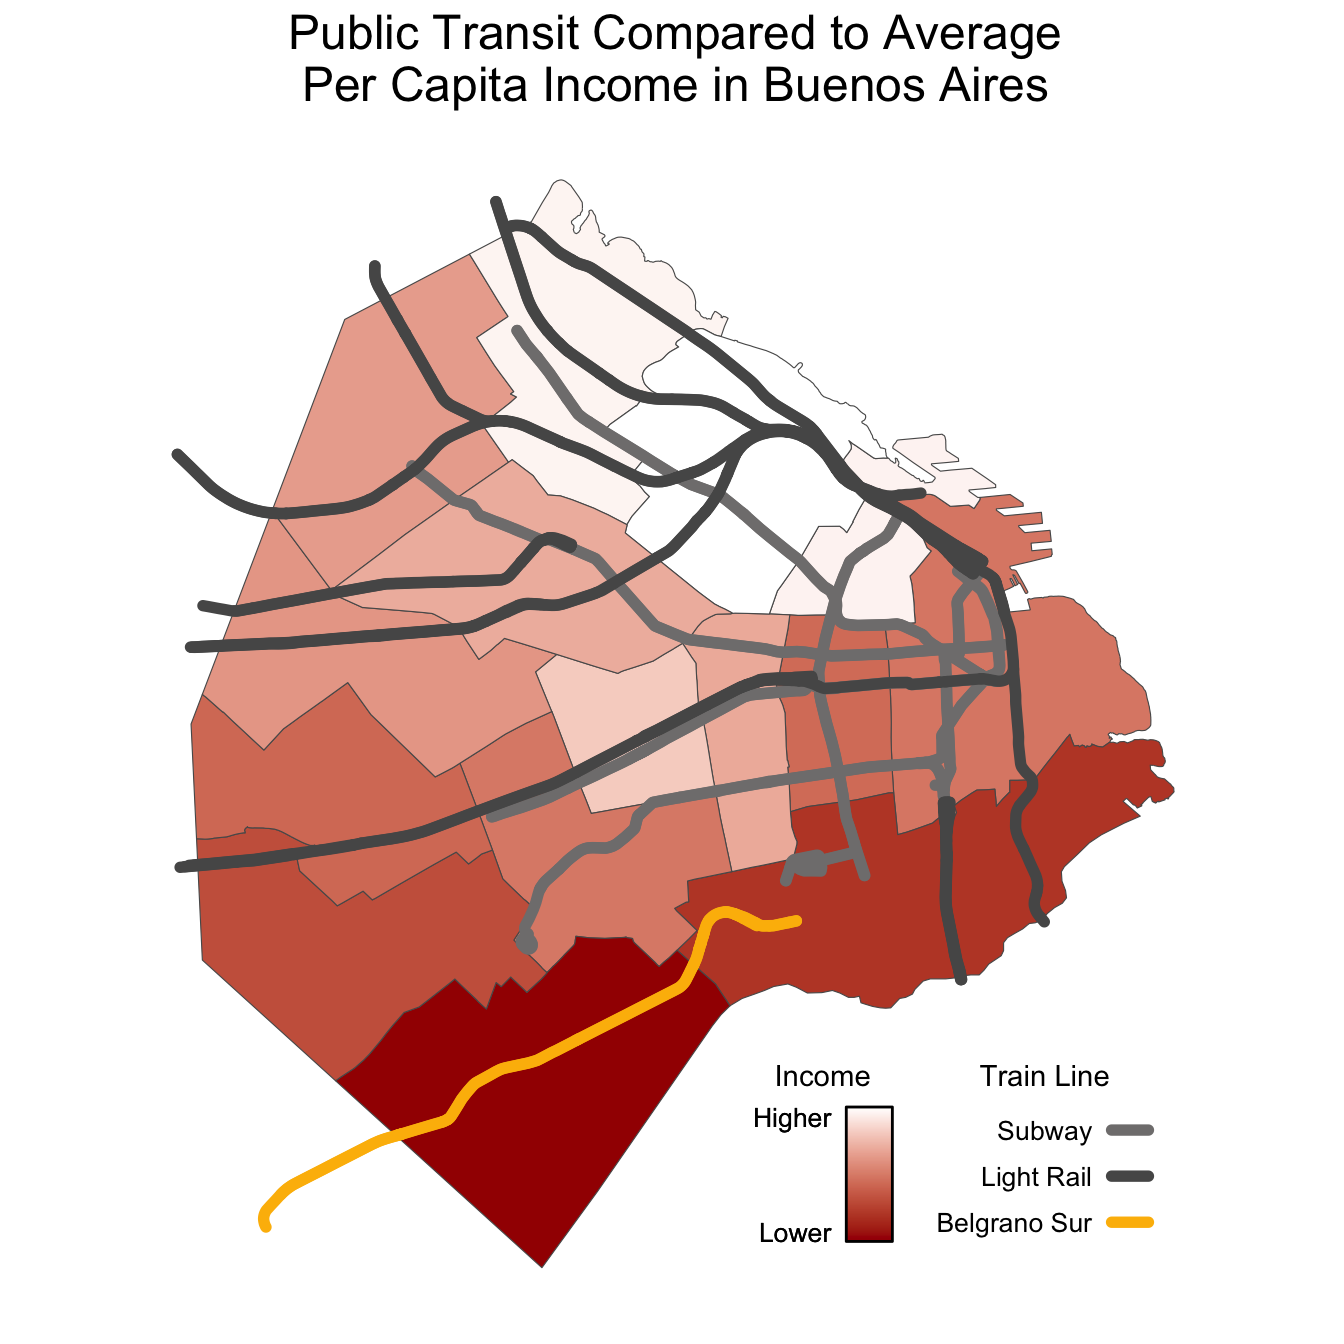 Public Transit Compared to Average
Per Capita Income in Buenos Aires
Income
Higher
Lower
Train Line
Subway
Light Rail
Belgrano Sur